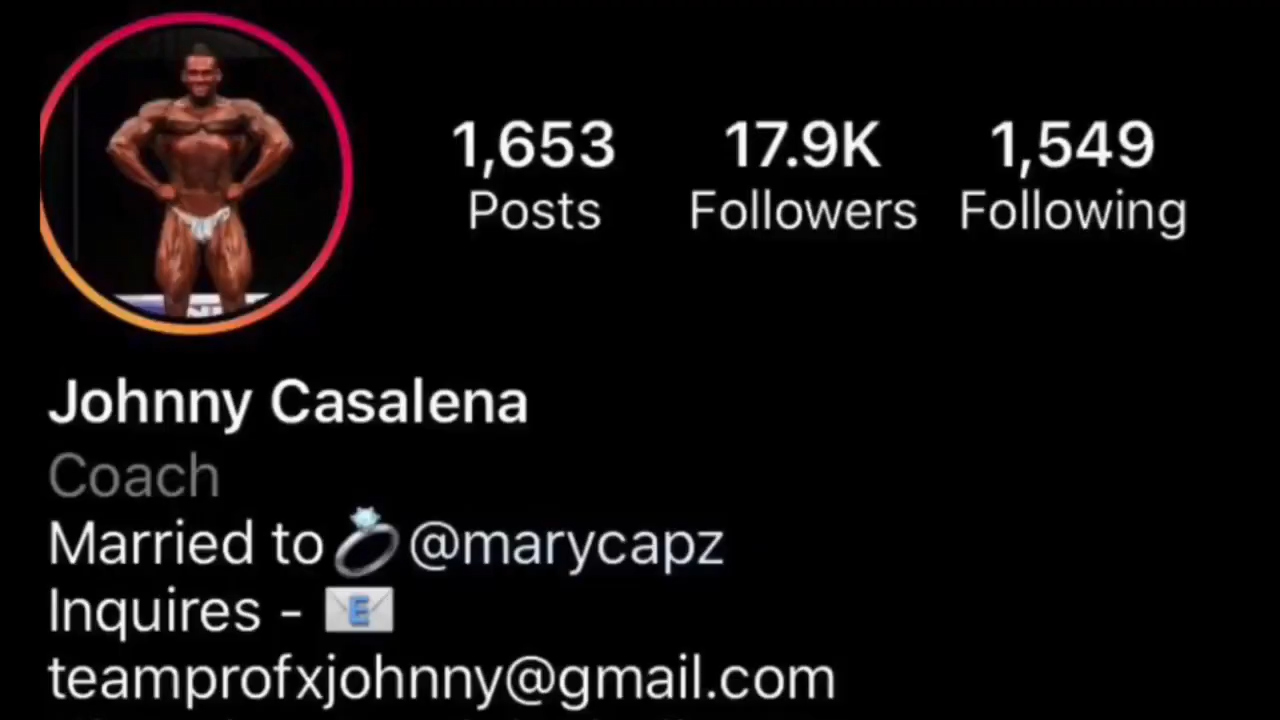 1,653 17.9K 1,549
Posts Followers Following
Johnny Casalena
Coach
Married to💍@marycapz
Inquires - 📧
teamprofxjohnny@gmail.com